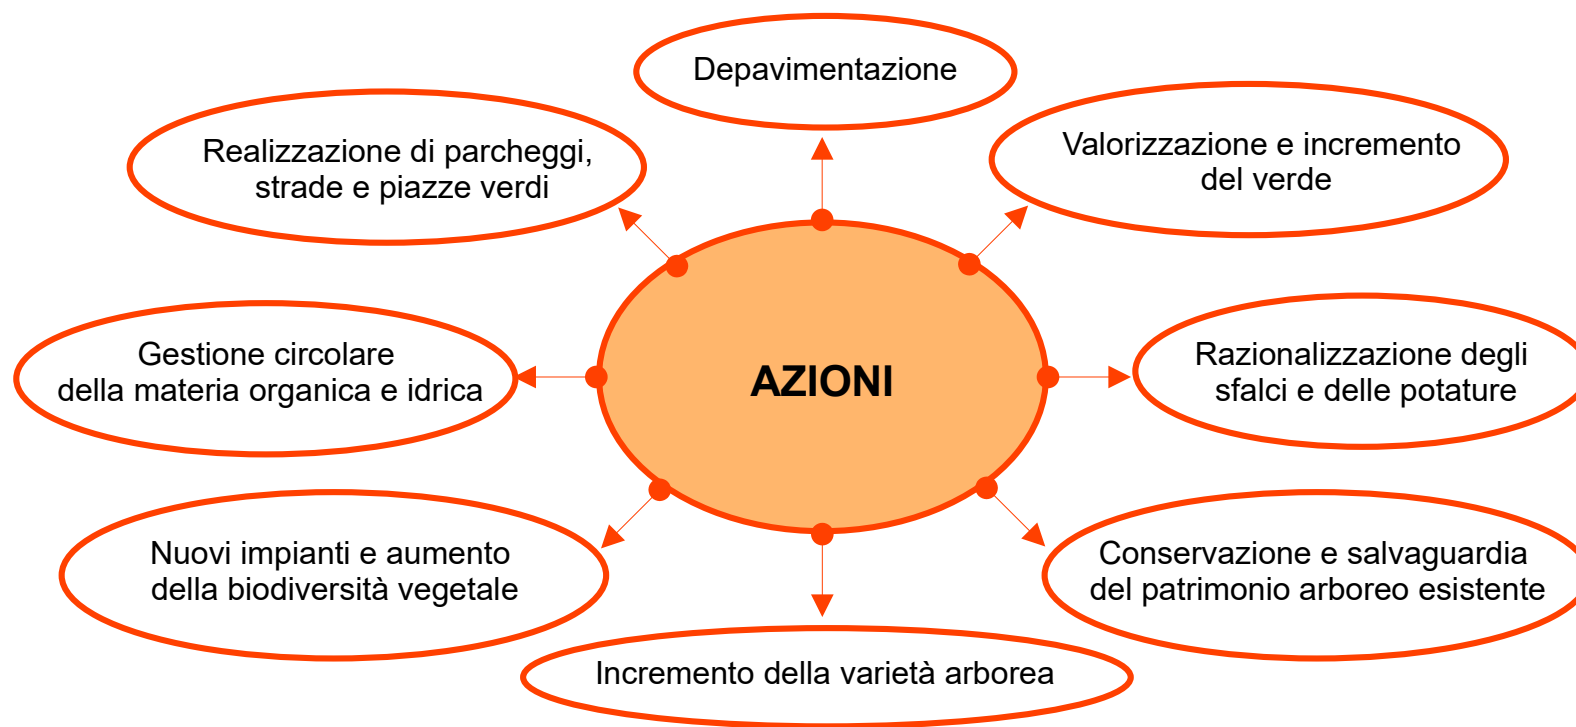 Depavimentazione
Realizzazione di parcheggi,
strade e piazze verdi
Valorizzazione e incremento
del verde
Gestione circolare
della materia organica e idrica
AZIONI
Razionalizzazione degli
sfalci e delle potature
Nuovi impianti e aumento
della biodiversità vegetale
Conservazione e salvaguardia
del patrimonio arboreo esistente
Incremento della varietà arborea